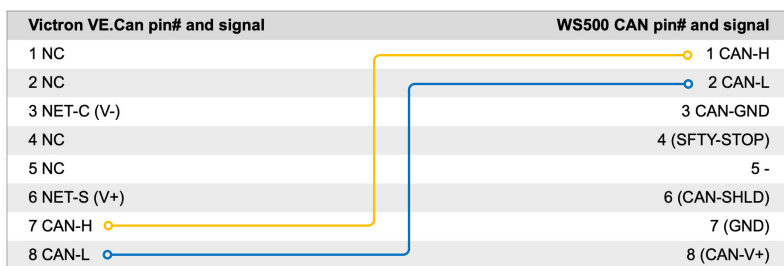 Victron VE.Can pin# and signal WS500 CAN pin# and signal
1 NC 1 CAN-H
2 NC 2 CAN-L
3 NET-C (V-) 3 CAN-GND
4 NC 4 (SFTY-STOP)
5 NC 5 -
6 NET-S (V+) 6 (CAN-SHLD)
7 CAN-H 7 (GND)
8 CAN-L 8 (CAN-V+)